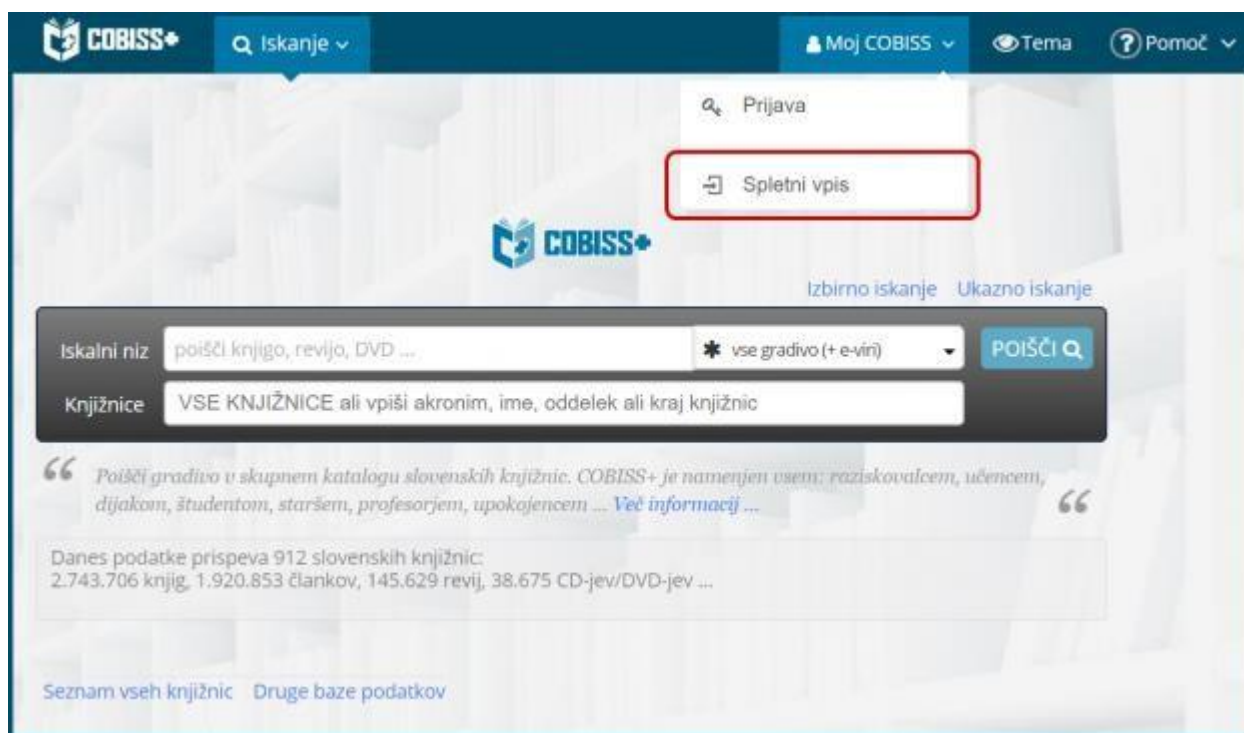 COBISS+ Iskanje Moj COBISS Tema Pomoč
Prijava
Spletni vpis
COBISS+
Izbirno iskanje Ukazno iskanje
Iskalni niz poišči knjigo, revijo, DVD ... vse gradivo (+ e-viri) POIŠČI
Knjižnice VSE KNJIŽNICE ali vpiši akronim, ime, oddelek ali kraj knjižnic
“ Poišči gradivo v skupnem katalogu slovenskih knjižnic. COBISS+ je namenjen vsem: raziskovalcem, učencem,
dijakom, študentom, staršem, profesorjem, upokojencem ... Več informacij ... “
Danes podatke prispeva 912 slovenskih knjižnic:
2.743.706 knjig, 1.920.853 člankov, 145.629 revij, 38.675 CD-jev/DVD-jev ...
Seznam vseh knjižnic Druge baze podatkov